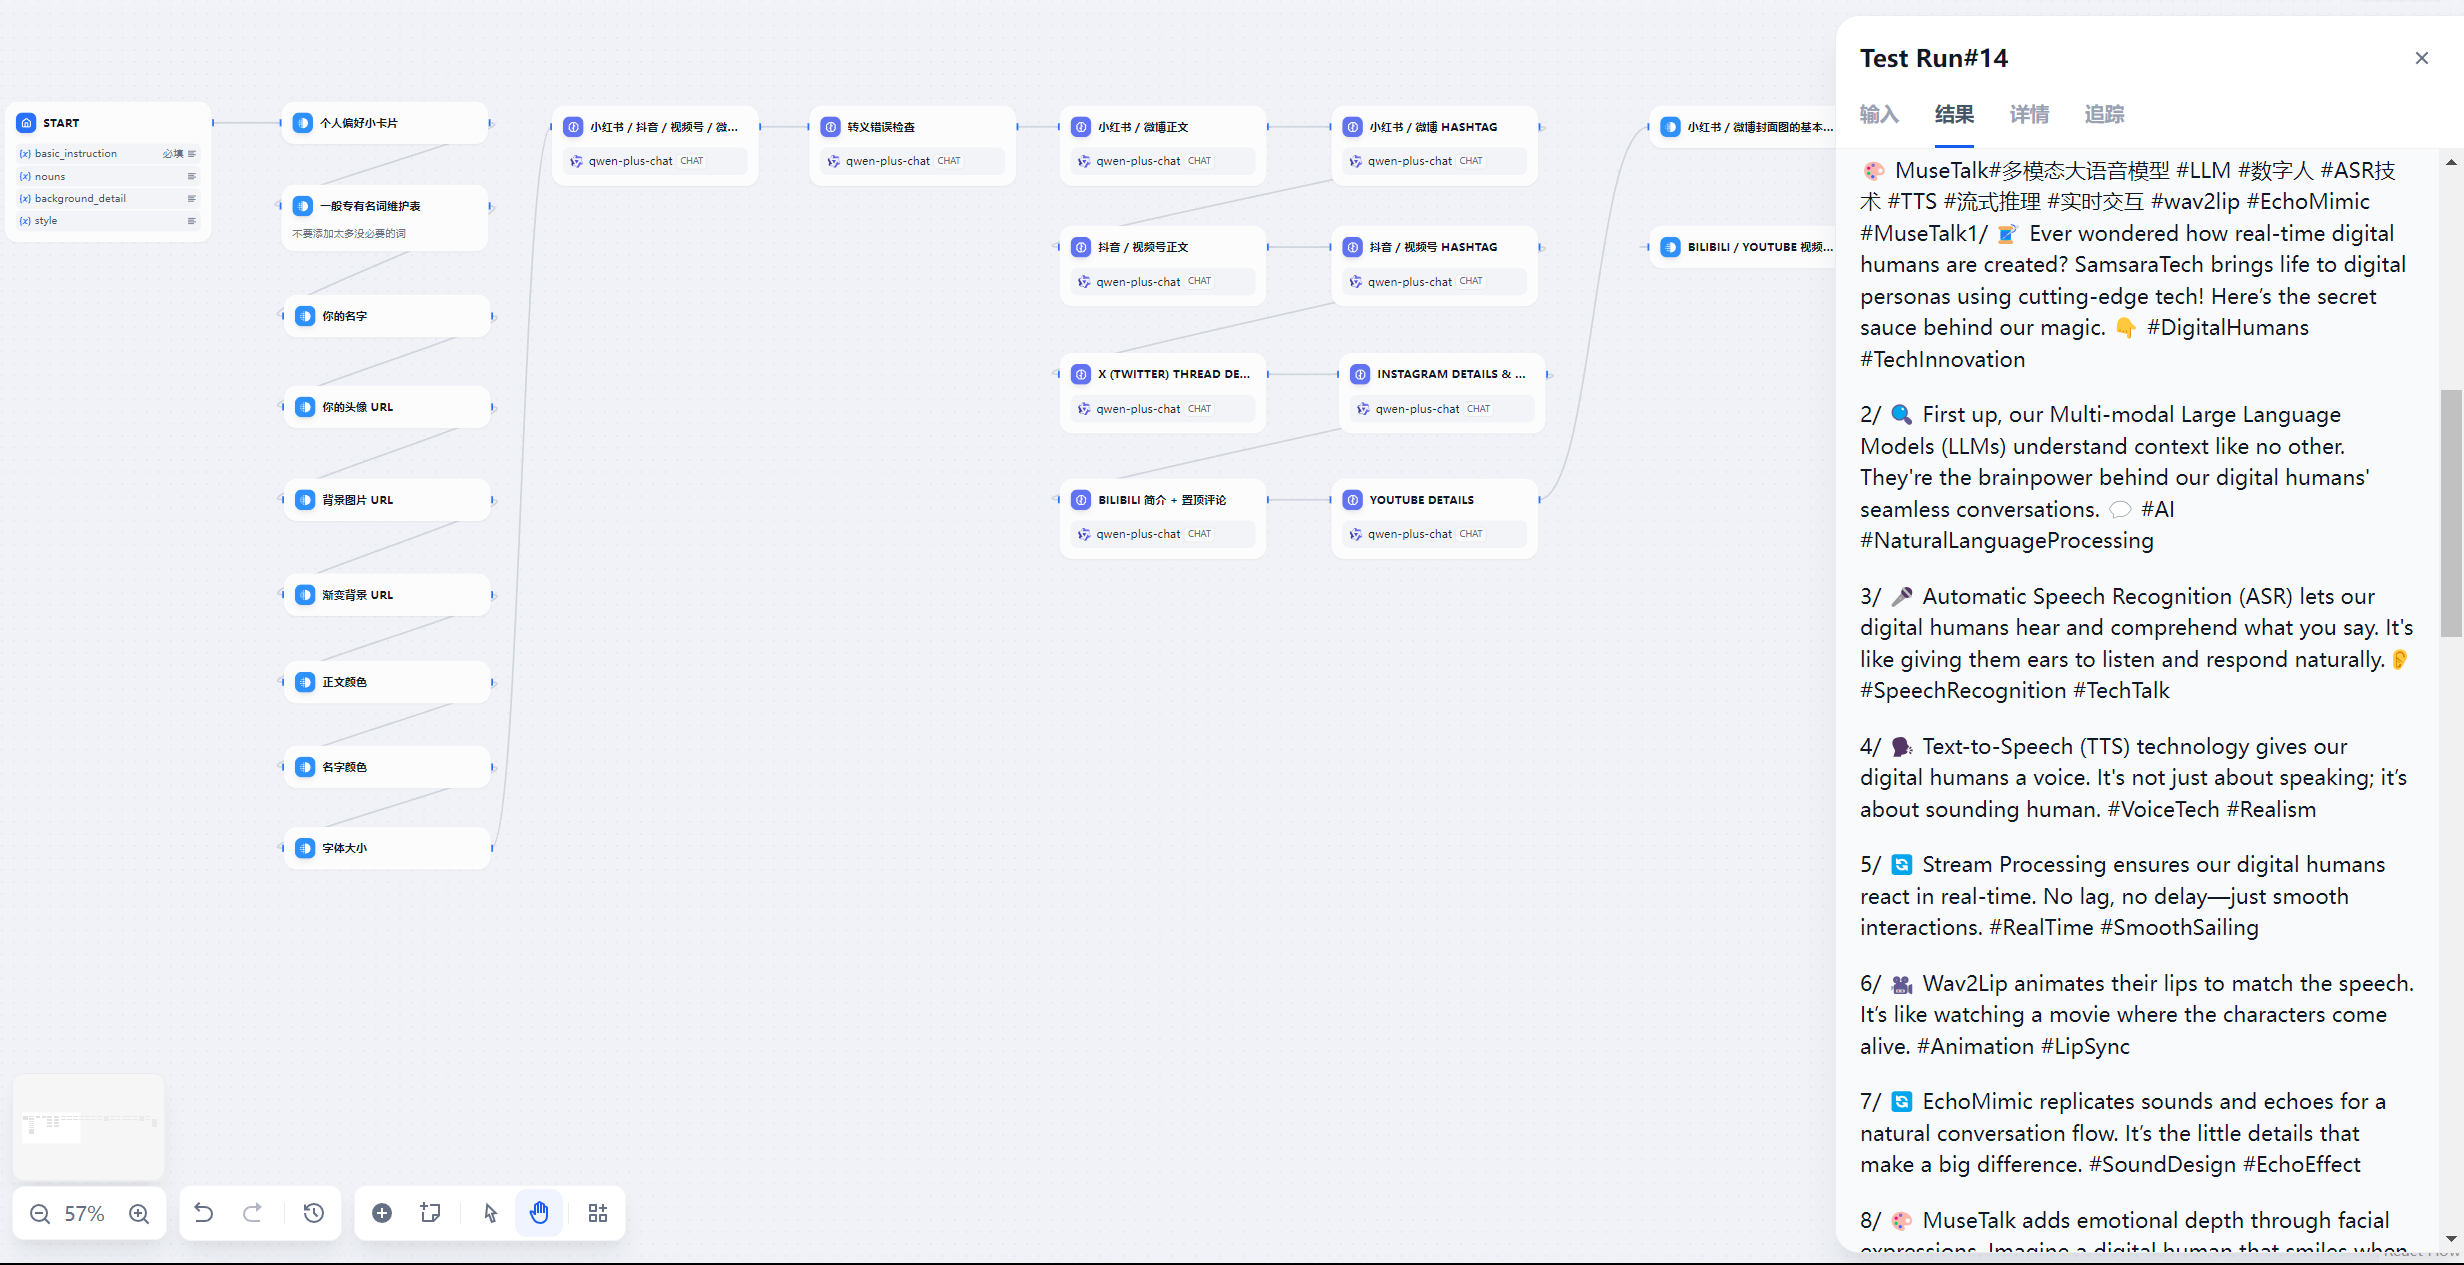 START
basic_instruction 必填
nouns
background_detail
style
个人偏好小卡片
一般专有名词维护表
不要添加太多没必要的词
你的名字
你的头像 URL
背景图片 URL
渐变背景 URL
正文颜色
名字颜色
字体大小
小红书 / 抖音 / 视频号 / 微...
qwen-plus-chat CHAT
转义错误检查
qwen-plus-chat CHAT
小红书 / 微博正文
qwen-plus-chat CHAT
小红书 / 微博 HASHTAG
qwen-plus-chat CHAT
抖音 / 视频号正文
qwen-plus-chat CHAT
抖音 / 视频号 HASHTAG
qwen-plus-chat CHAT
X (TWITTER) THREAD DE...
qwen-plus-chat CHAT
INSTAGRAM DETAILS & ...
qwen-plus-chat CHAT
BILIBILI 简介 + 置顶评论
qwen-plus-chat CHAT
YOUTUBE DETAILS
qwen-plus-chat CHAT
小红书 / 微博封面图的基本...
BILIBILI / YOUTUBE 视频...
57%
Test Run#14
输入 结果 详情 追踪
🎨 MuseTalk#多模态大语音模型 #LLM #数字人 #ASR技
术 #TTS #流式推理 #实时交互 #wav2lip #EchoMimic
#MuseTalk1/ 🧵 Ever wondered how real-time digital
humans are created? SamsaraTech brings life to digital
personas using cutting-edge tech! Here’s the secret
sauce behind our magic. 👇 #DigitalHumans
#TechInnovation
2/ 🔍 First up, our Multi-modal Large Language
Models (LLMs) understand context like no other.
They're the brainpower behind our digital humans'
seamless conversations. 💭 #AI
#NaturalLanguageProcessing
3/ 🎤 Automatic Speech Recognition (ASR) lets our
digital humans hear and comprehend what you say. It's
like giving them ears to listen and respond naturally.👂
#SpeechRecognition #TechTalk
4/ 🗣 Text-to-Speech (TTS) technology gives our
digital humans a voice. It's not just about speaking; it’s
about sounding human. #VoiceTech #Realism
5/ 🔄 Stream Processing ensures our digital humans
react in real-time. No lag, no delay—just smooth
interactions. #RealTime #SmoothSailing
6/ 🎥 Wav2Lip animates their lips to match the speech.
It’s like watching a movie where the characters come
alive. #Animation #LipSync
7/ 🔄 EchoMimic replicates sounds and echoes for a
natural conversation flow. It’s the little details that
make a big difference. #SoundDesign #EchoEffect
8/ 🎨 MuseTalk adds emotional depth through facial
expressions. Imagine a digital human that smiles when
React Flow